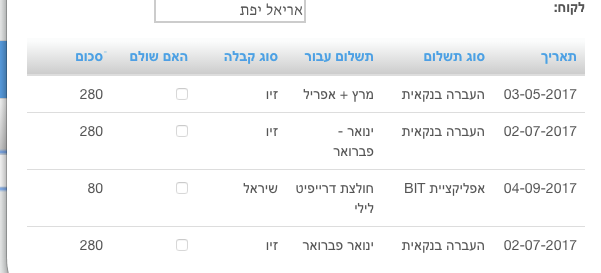 לקוח:
אריאל יפת
תאריך סוג תשלום תשלום עבור סוג קבלה האם שולם סכום
03-05-2017 העברה בנקאית מרץ + אפריל זיו 280
02-07-2017 העברה בנקאית ינואר - זיו 280
פברואר
04-09-2017 אפליקציית BIT חולצת דרייפיט שיראל 80
לילי
02-07-2017 העברה בנקאית ינואר פברואר זיו 280